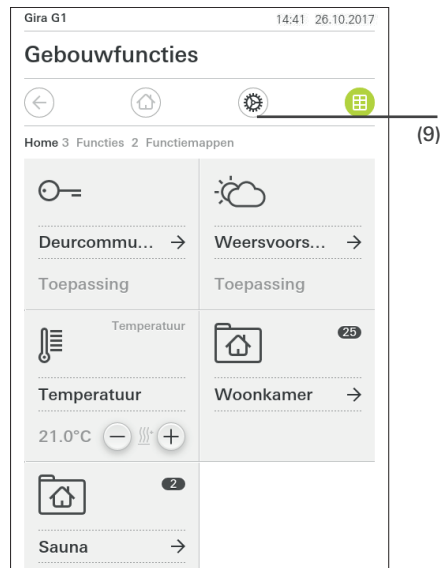 Gira G1 14:41 26.10.2017
Gebouwfuncties
(9)
Home 3 Functies 2 Functiemappen
Deurcommu...
Toepassing
Weersvoors...
Toepassing
Temperatuur
Temperatuur
21.0°C
25
Woonkamer
2
Sauna